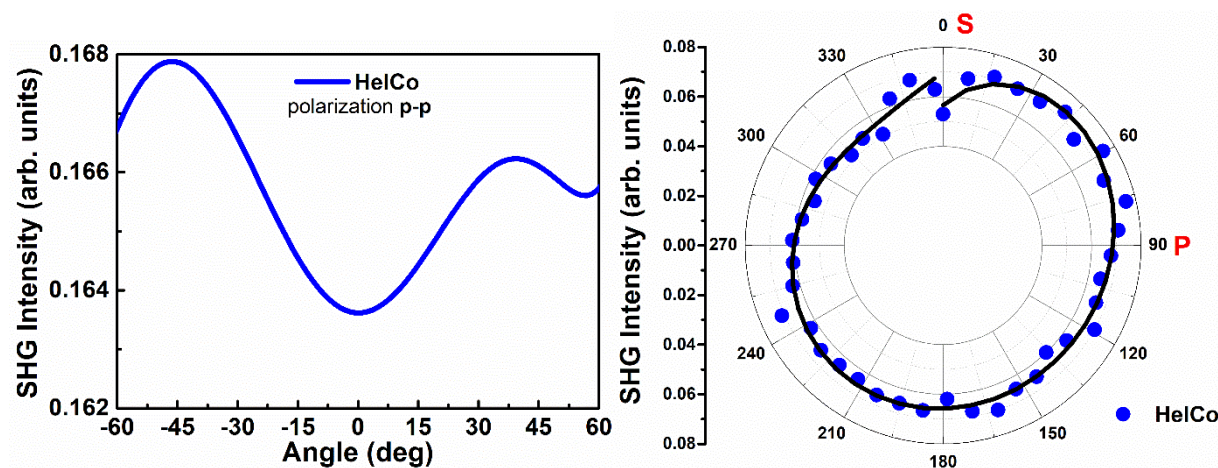 SHG Intensity (arb. units)
0.168
0.166
0.164
0.162
HelCo
polarization p-p
-60 -45 -30 -15 0 15 30 45 60
Angle (deg)
SHG Intensity (arb. units)
0.08
0.06
0.04
0.02
0.00
0.02
0.04
0.06
0.08
0 S
30
60
90 P
120
150
180
210
240
270
300
330
HelCo